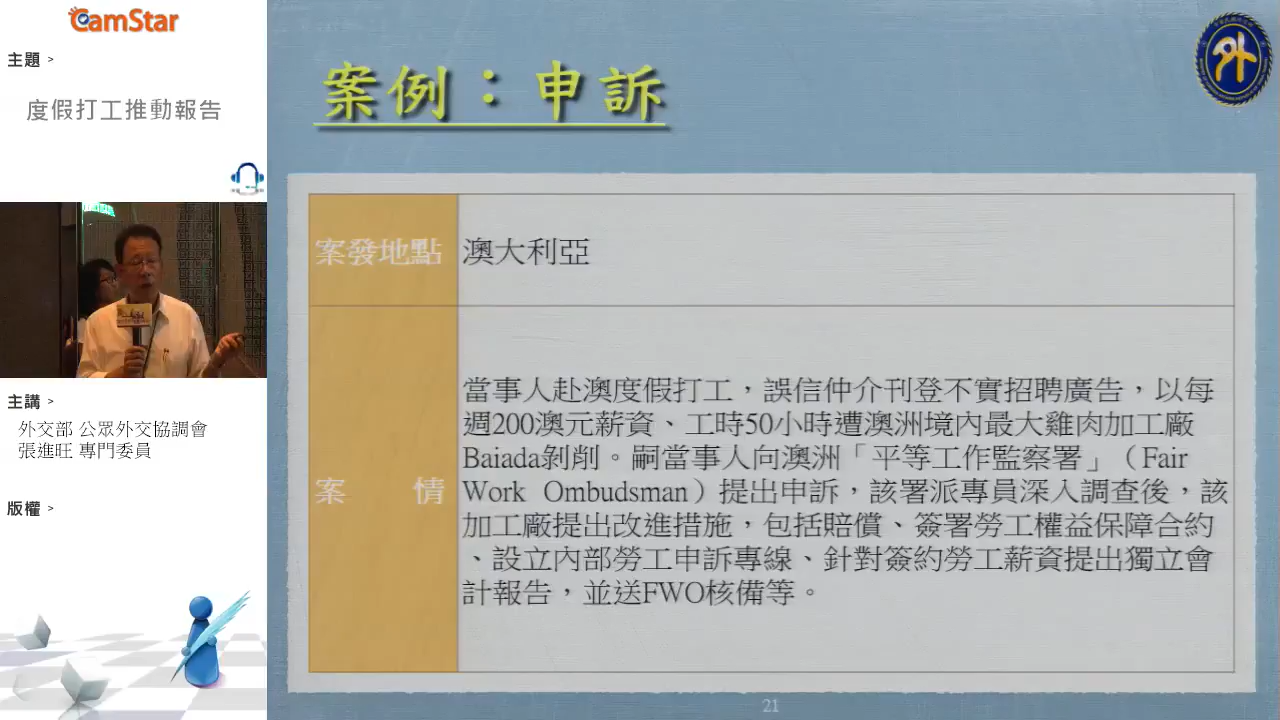 CamStar
主題 >
度假打工推動報告
主講 >
外交部 公眾外交協調會
張進旺 專門委員
版權 >
案例：申訴
外
案發地點
澳大利亞
案情
當事人赴澳度假打工，誤信仲介刊登不實招聘廣告，以每
週200澳元薪資、工時50小時遭澳洲境內最大雞肉加工廠
Baiada剝削。嗣當事人向澳洲「平等工作監察署」（Fair
Work Ombudsman）提出申訴，該署派專員深入調查後，該
加工廠提出改進措施，包括賠償、簽署勞工權益保障合約
、設立內部勞工申訴專線、針對簽約勞工薪資提出獨立會
計報告，並送FWO核備等。
21